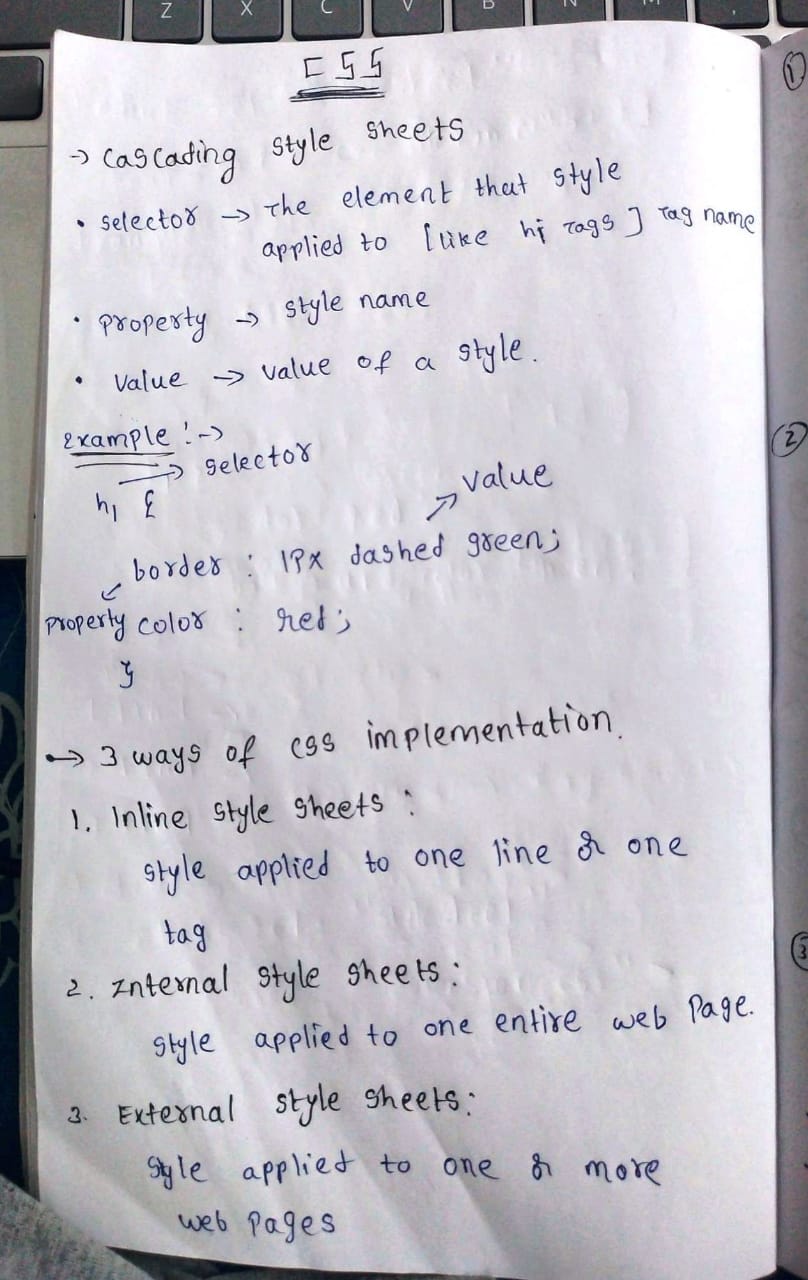 Z X C V B N M ,
CSS
→ Cascading style sheets
• selector → The element that style
applied to [like h1 Tags] Tag name
• property → style name
• value → value of a style.
Example :→
→ selector
h1 {
value
border : 1px dashed green;
property color : red;
}
→ 3 ways of css implementation.
1. Inline style sheets :
style applied to one line or one
tag
2. Internal style sheets :
style applied to one entire web page.
3. External style sheets :
style applied to one or more
web pages
1
2
3